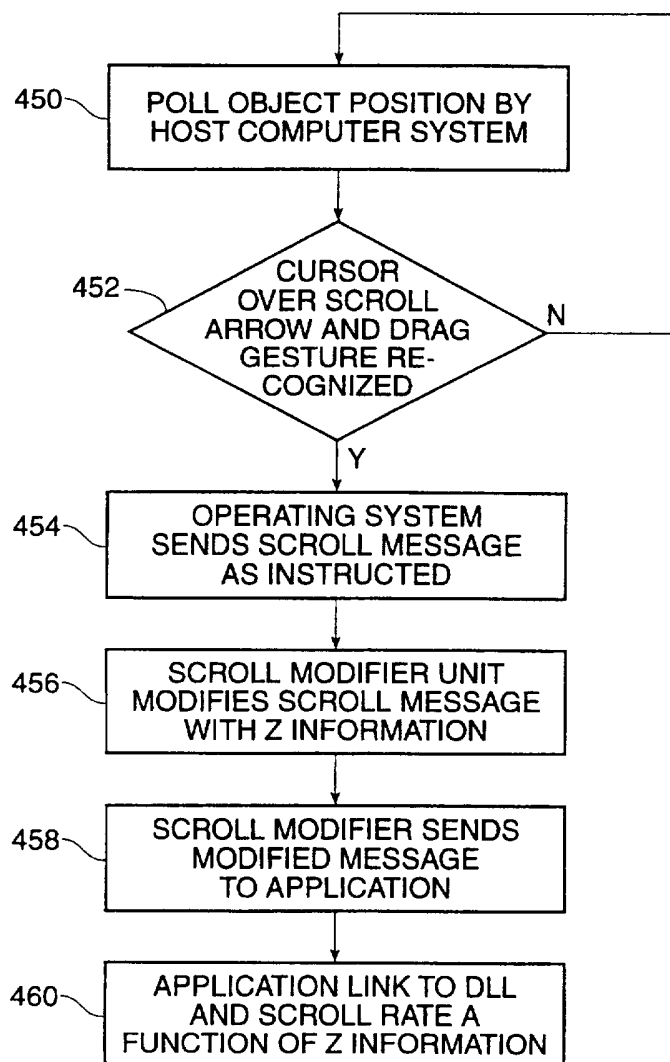 450
POLL OBJECT POSITION BY
HOST COMPUTER SYSTEM
452
CURSOR
OVER SCROLL
ARROW AND DRAG
GESTURE RE-
COGNIZED
N
Y
454
OPERATING SYSTEM
SENDS SCROLL MESSAGE
AS INSTRUCTED
456
SCROLL MODIFIER UNIT
MODIFIES SCROLL MESSAGE
WITH Z INFORMATION
458
SCROLL MODIFIER SENDS
MODIFIED MESSAGE
TO APPLICATION
460
APPLICATION LINK TO DLL
AND SCROLL RATE A
FUNCTION OF Z INFORMATION